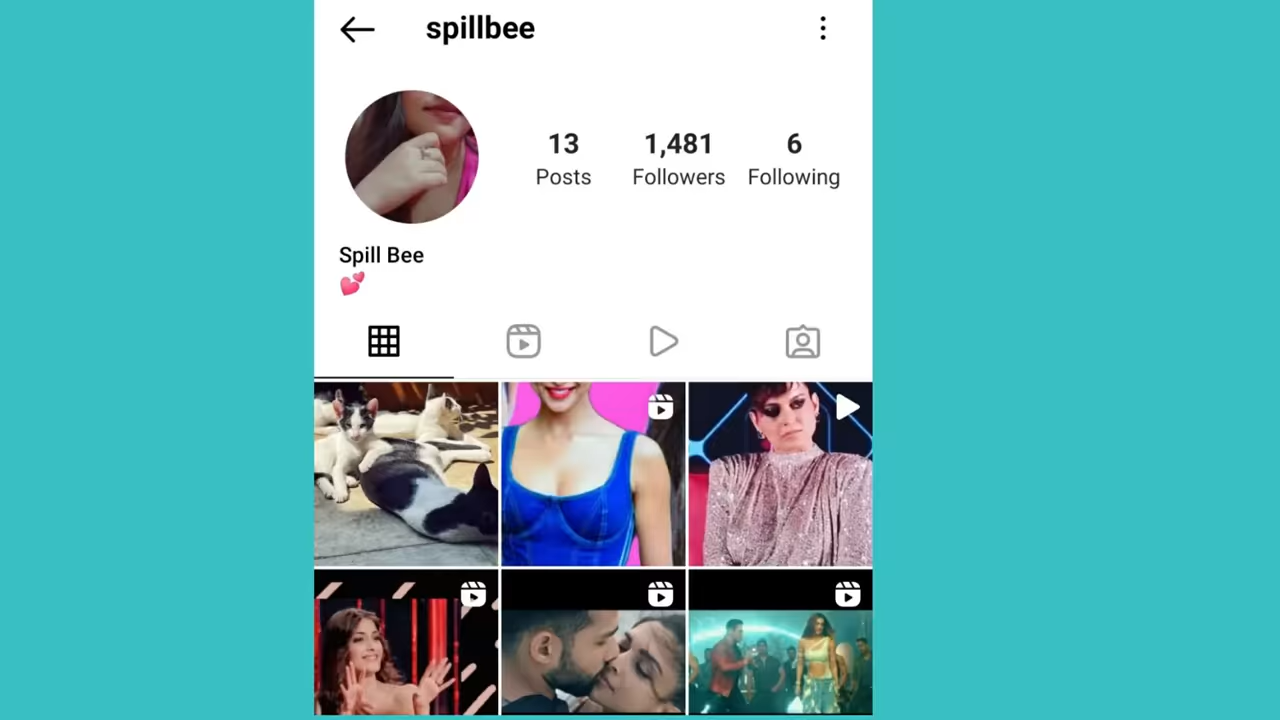 spillbee
13 1,481 6
Posts Followers Following
Spill Bee
💕